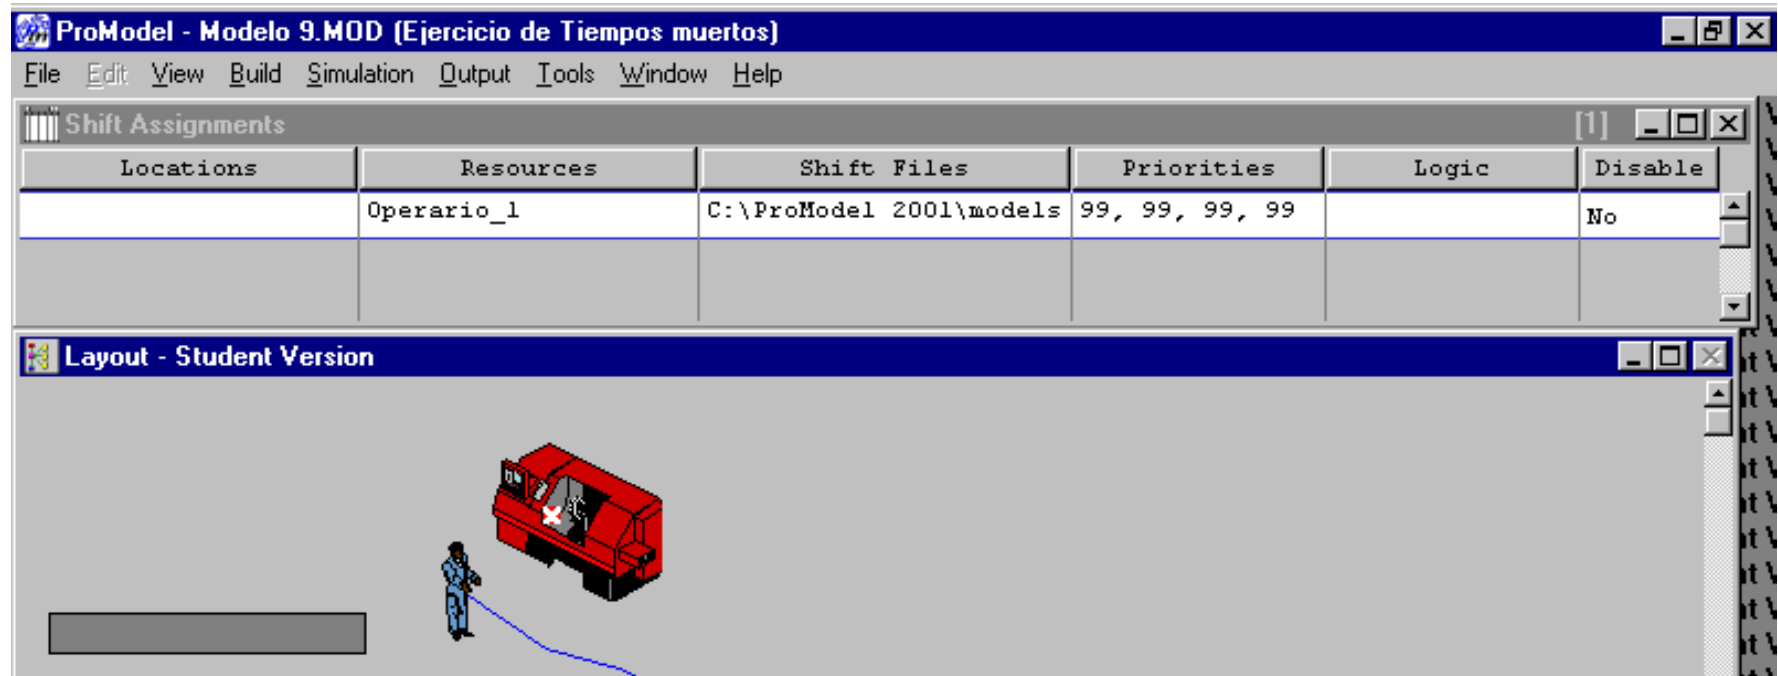 ProModel - Modelo 9.MOD (Ejercicio de Tiempos muertos)
File Edit View Build Simulation Output Tools Window Help
Shift Assignments [1]
Locations Resources Shift Files Priorities Logic Disable
Operario_1 C:\ProModel 2001\models 99, 99, 99, 99 No
Layout - Student Version